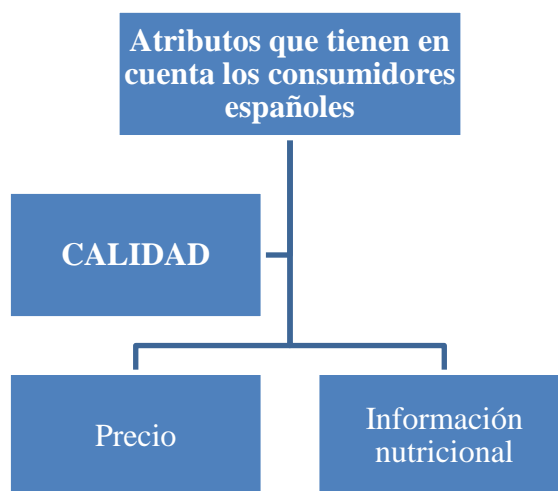 Atributos que tienen en
cuenta los consumidores
españoles
CALIDAD
Precio
Información
nutricional